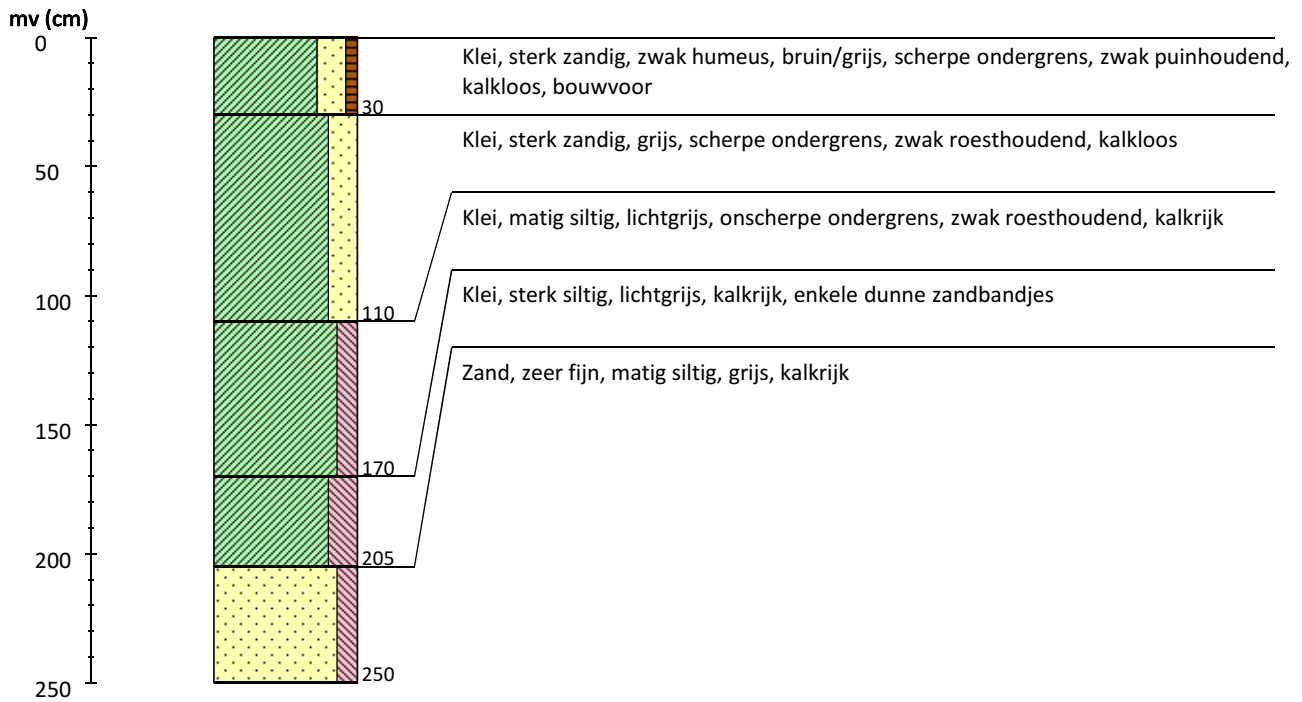 mv (cm)
0
Klei, sterk zandig, zwak humeus, bruin/grijs, scherpe ondergrens, zwak puinhoudend,
kalkloos, bouwvoor
30
Klei, sterk zandig, grijs, scherpe ondergrens, zwak roesthoudend, kalkloos
50
Klei, matig siltig, lichtgrijs, onscherpe ondergrens, zwak roesthoudend, kalkrijk
Klei, sterk siltig, lichtgrijs, kalkrijk, enkele dunne zandbandjes
100
110
Zand, zeer fijn, matig siltig, grijs, kalkrijk
150
170
200
205
250
250